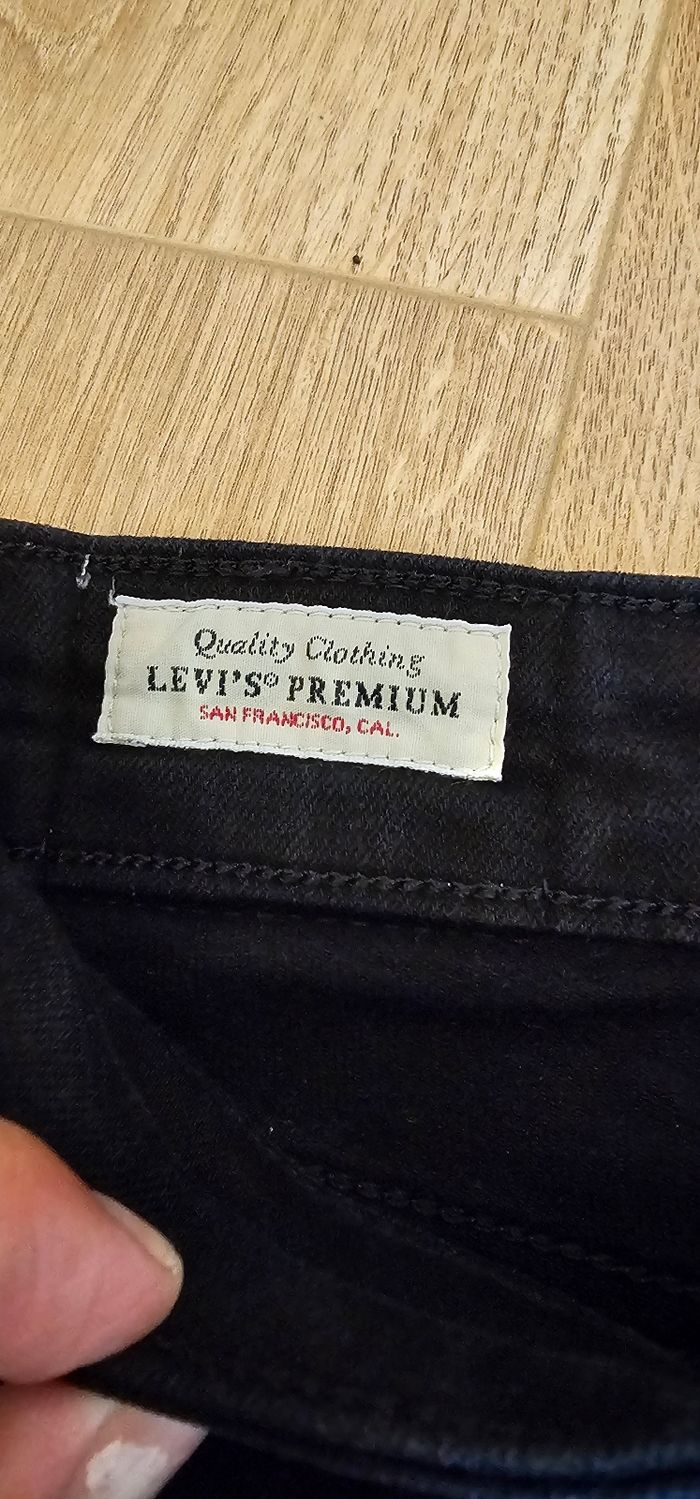 Quality Clothing
LEVI'S® PREMIUM
SAN FRANCISCO, CAL.